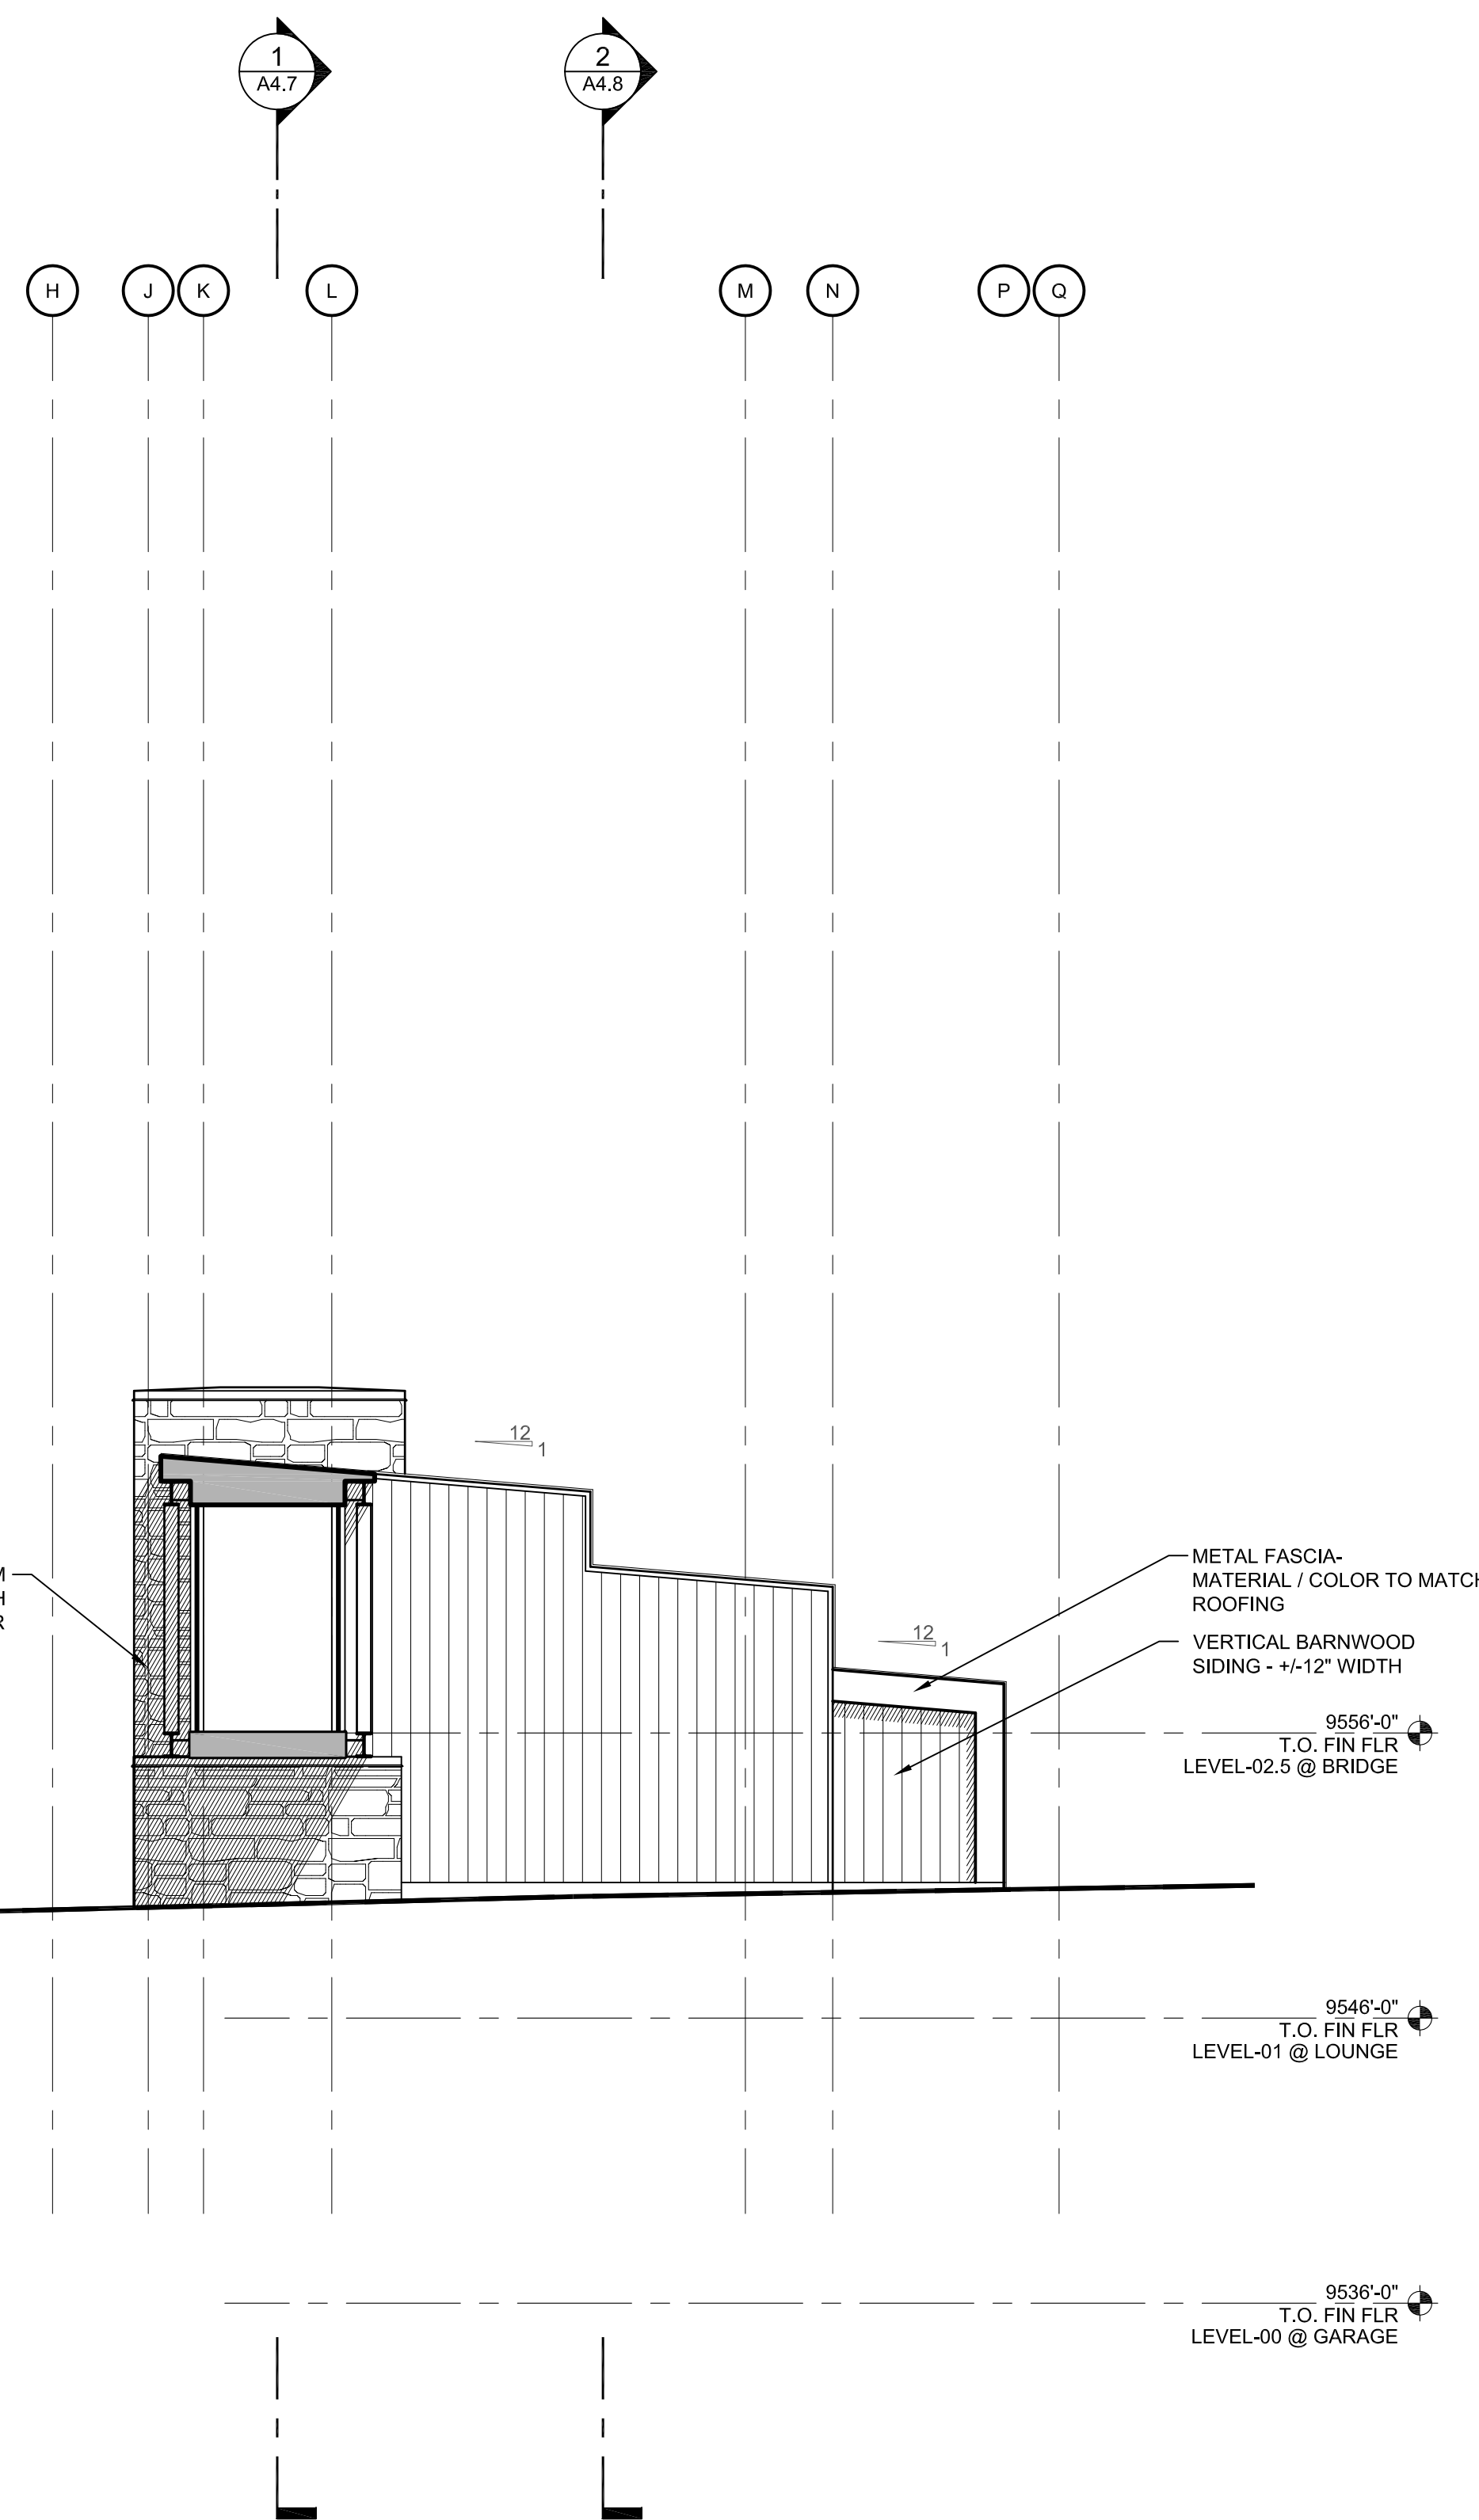 1
A4.7
2
A4.8
H
J
K
L
M
N
P
Q
12
1
METAL FASCIA-
MATERIAL / COLOR TO MATCH
ROOFING
12
1
VERTICAL BARNWOOD
SIDING - +/-12" WIDTH
M
H
R
9556'-0"
T.O. FIN FLR
LEVEL-02.5 @ BRIDGE
9546'-0"
T.O. FIN FLR
LEVEL-01 @ LOUNGE
9536'-0"
T.O. FIN FLR
LEVEL-00 @ GARAGE